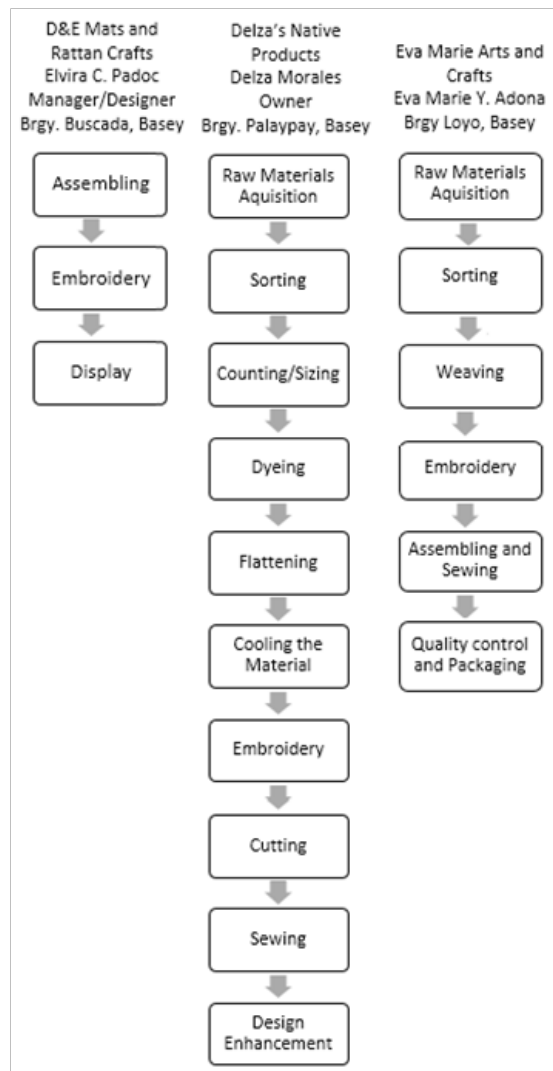 D&E Mats and
Rattan Crafts
Elvira C. Padoc
Manager/Designer
Brgy. Buscada, Basey
Assembling
Embroidery
Display
Delza's Native
Products
Delza Morales
Owner
Brgy. Palaypay, Basey
Raw Materials
Aquisition
Sorting
Counting/Sizing
Dyeing
Flattening
Cooling the
Material
Embroidery
Cutting
Sewing
Design
Enhancement
Eva Marie Arts and
Crafts
Eva Marie Y. Adona
Brgy Loyo, Basey
Raw Materials
Aquisition
Sorting
Weaving
Embroidery
Assembling and
Sewing
Quality control
and Packaging